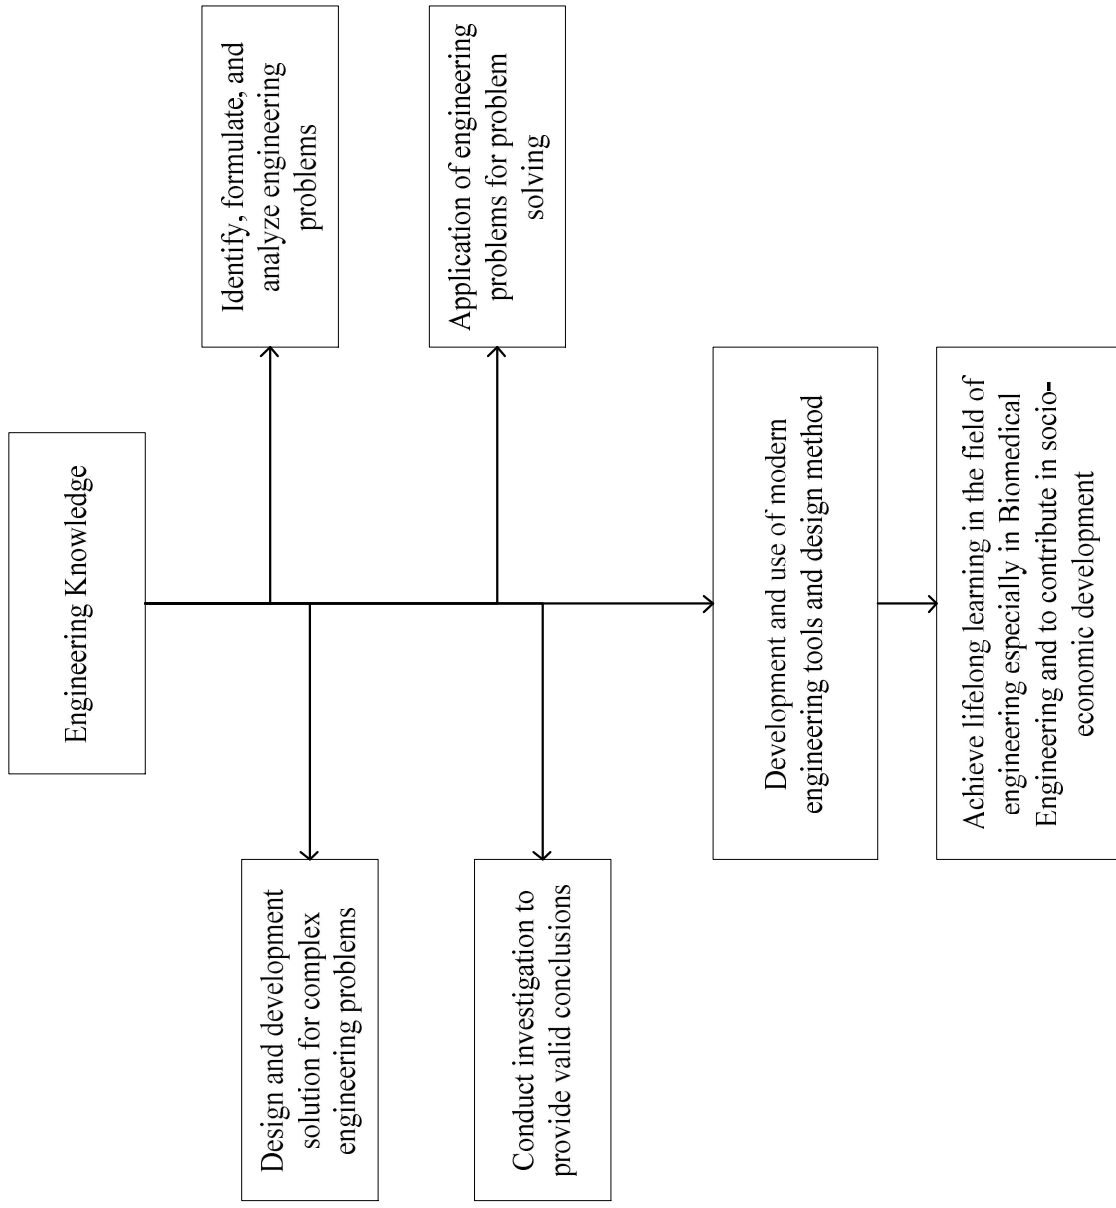 Engineering Knowledge
Identify, formulate, and
analyze engineering
problems
Design and development
solution for complex
engineering problems
Application of engineering
problems for problem
solving
Conduct investigation to
provide valid conclusions
Development and use of modern
engineering tools and design method
Achieve lifelong learning in the field of
engineering especially in Biomedical
Engineering and to contribute in socio-
economic development